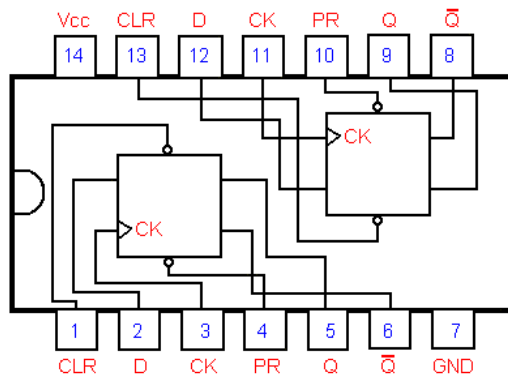 Vcc CLR D CK PR Q Q̅
14 13 12 11 10 9 8
CK
CK
1 2 3 4 5 6 7
CLR D CK PR Q Q̅ GND